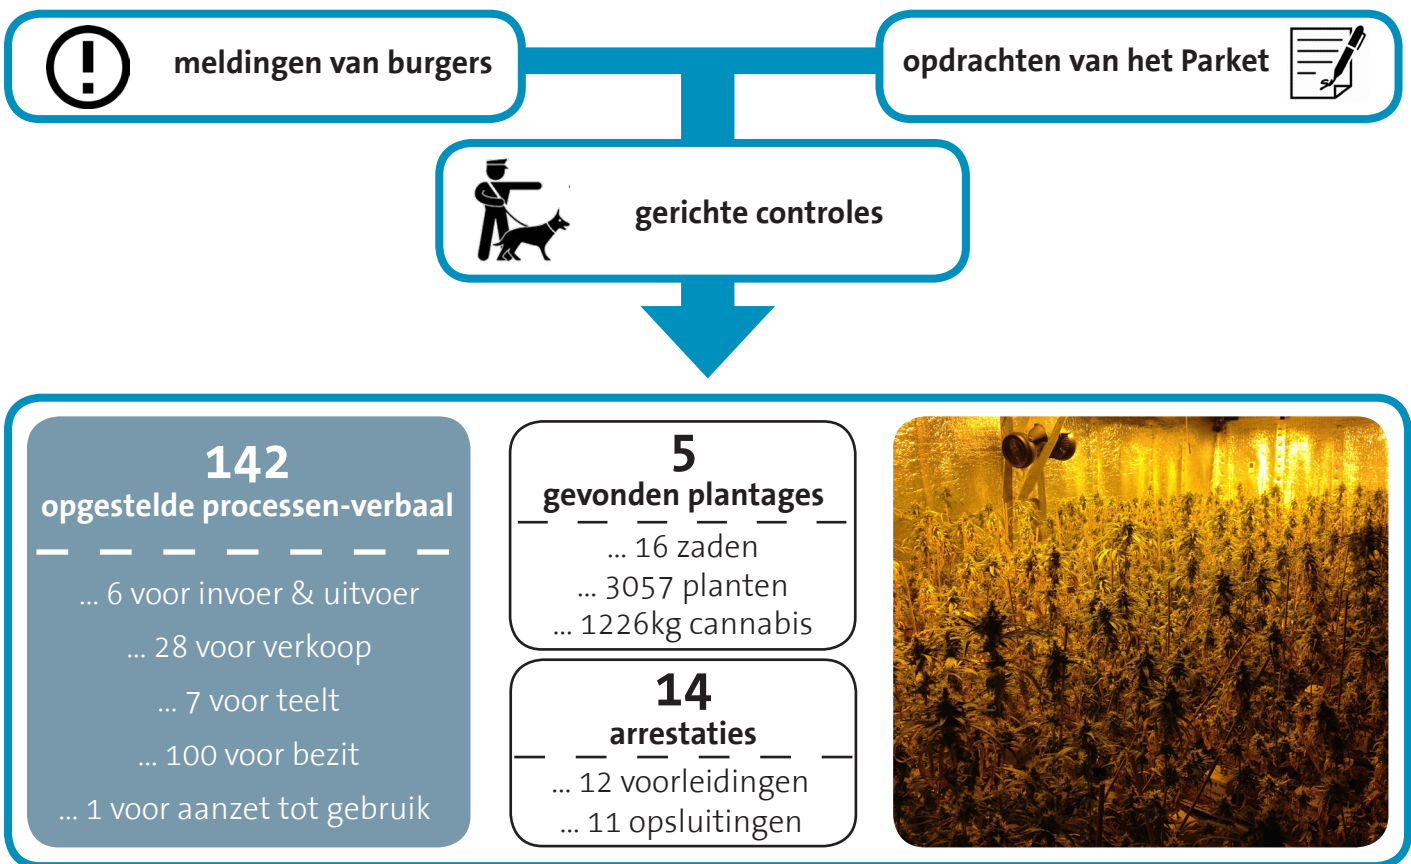 meldingen van burgers
opdrachten van het Parket
gerichte controles
142
opgestelde processen-verbaal
... 6 voor invoer & uitvoer
... 28 voor verkoop
... 7 voor teelt
... 100 voor bezit
... 1 voor aanzet tot gebruik
5
gevonden plantages
... 16 zaden
... 3057 planten
... 1226kg cannabis
14
arrestaties
... 12 voorleidingen
... 11 opsluitingen